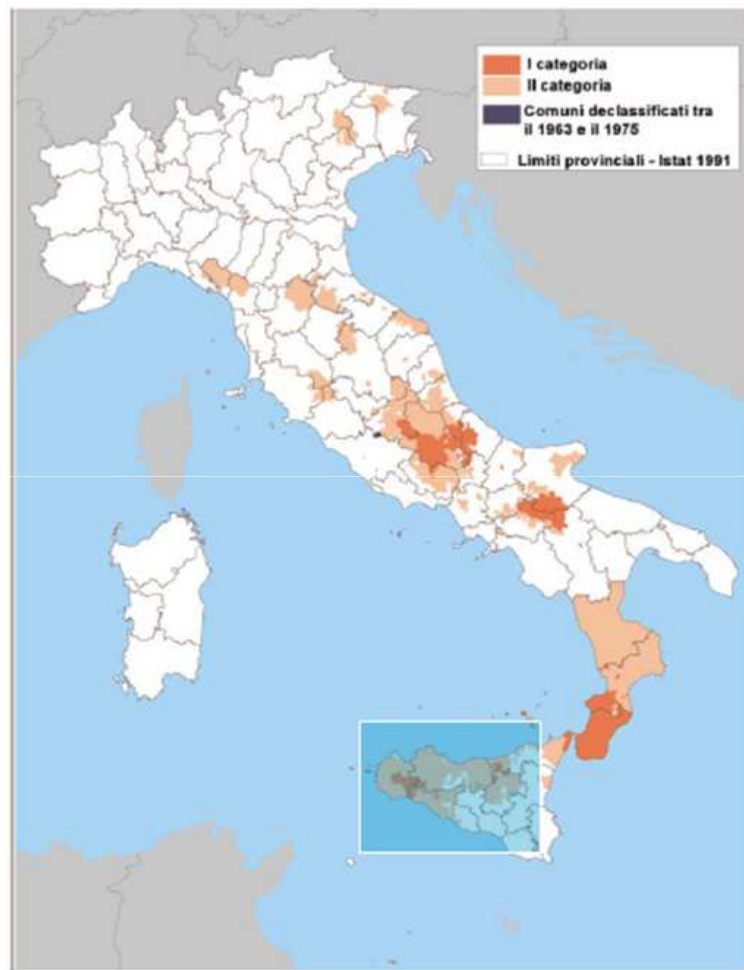 I categoria
II categoria
Comuni declassificati tra
il 1963 e il 1975
Limiti provinciali - Istat 1991